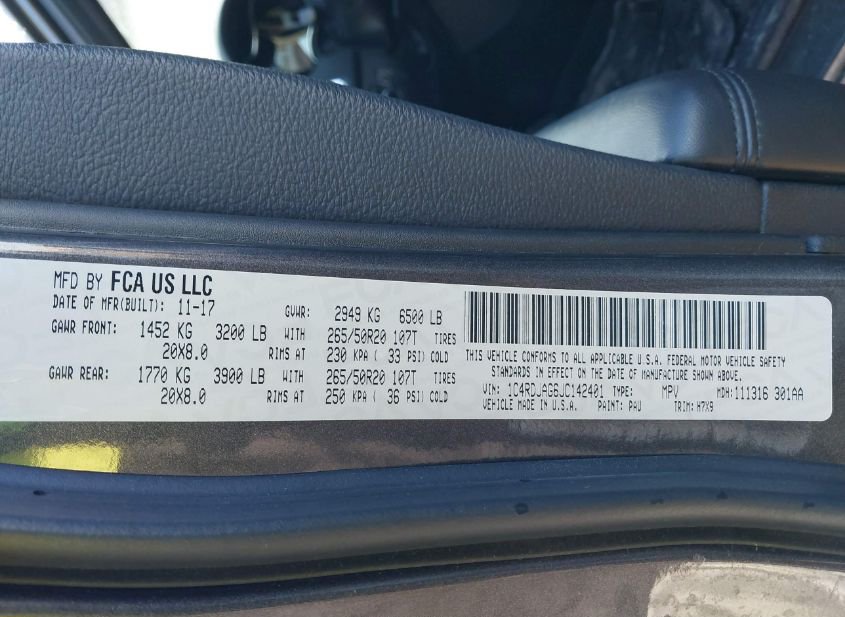 MFD BY FCA US LLC
DATE OF MFR(BUILT): 11-17 GVWR: 2949 KG 6500 LB
GAWR FRONT: 1452 KG 3200 LB WITH 265/50R20 107T TIRES
20X8.0 RIMS AT 230 KPA ( 33 PSI) COLD
GAWR REAR: 1770 KG 3900 LB WITH 265/50R20 107T TIRES
20X8.0 RIMS AT 250 KPA ( 36 PSI) COLD
THIS VEHICLE CONFORMS TO ALL APPLICABLE U.S.A. FEDERAL MOTOR VEHICLE SAFETY
STANDARDS IN EFFECT ON THE DATE OF MANUFACTURE SHOWN ABOVE.
VIN: 1C4RDJAG6JC142401 TYPE: MPV MDH: 111316 301AA
VEHICLE MADE IN U.S.A. PAINT: PAU TRIM: H7X9